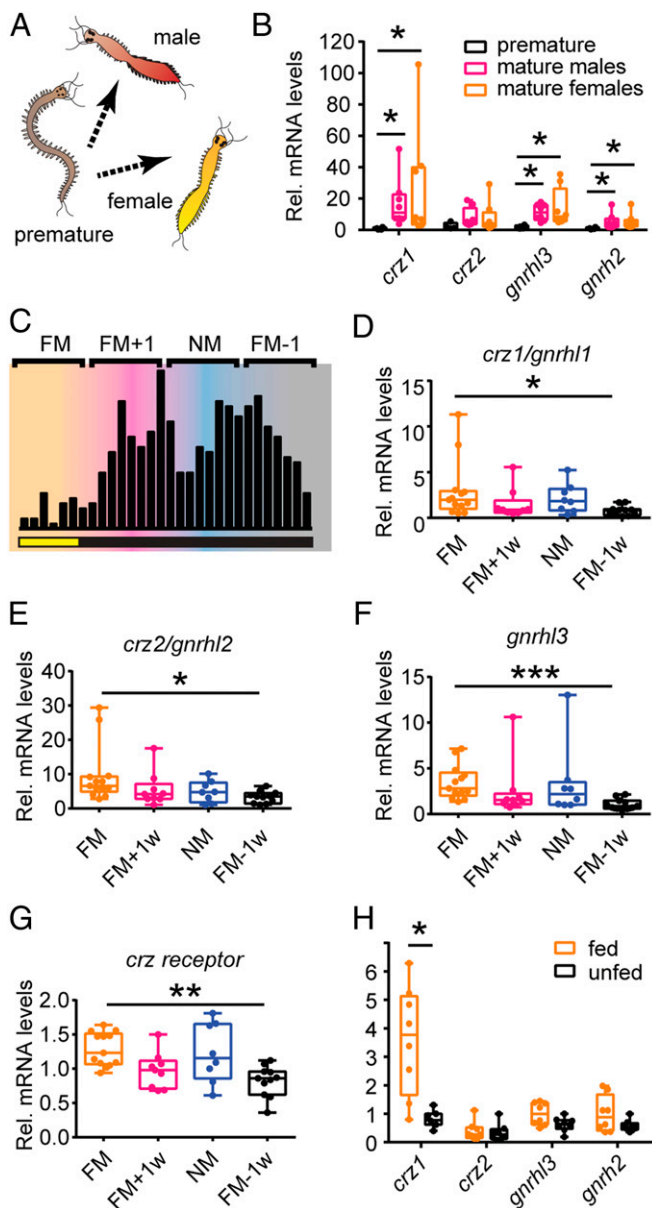 A
male
premature
female
B
Rel. mRNA levels
120
100
80
60
40
20
0
premature
mature males
mature females
*
*
*
*
*
*
crz1
crz2
gnrhl3
gnrh2
C
FM FM+1 NM FM-1
D
crz1/gnrhl1
Rel. mRNA levels
15
10
5
0
*
FM
FM+1w
NM
FM-1w
E
crz2/gnrhl2
Rel. mRNA levels
40
30
20
10
0
*
FM
FM+1w
NM
FM-1w
F
gnrhl3
Rel. mRNA levels
15
10
5
0
***
FM
FM+1w
NM
FM-1w
G
crz receptor
Rel. mRNA levels
2.0
1.5
1.0
0.5
0.0
**
FM
FM+1w
NM
FM-1w
H
7
6
5
4
3
2
1
0
*
fed
unfed
crz1
crz2
gnrhl3
gnrh2